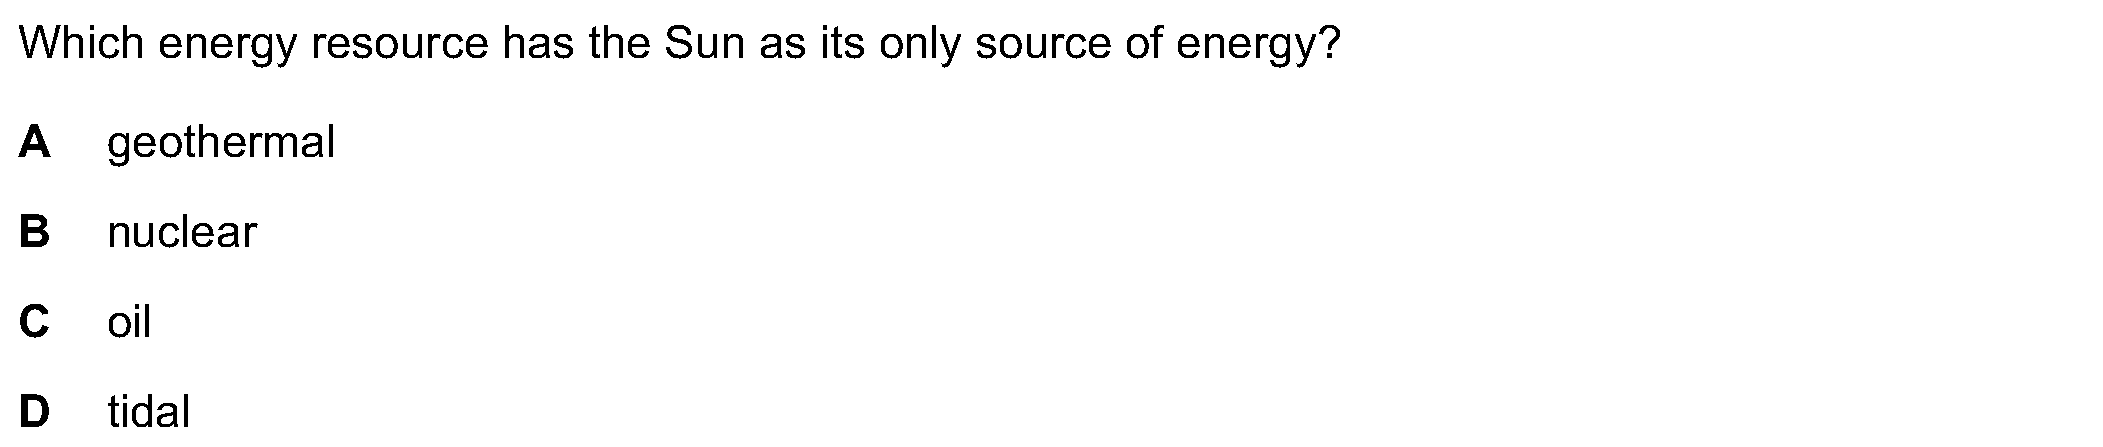 Which energy resource has the Sun as its only source of energy?
A geothermal
B nuclear
C oil
D tidal